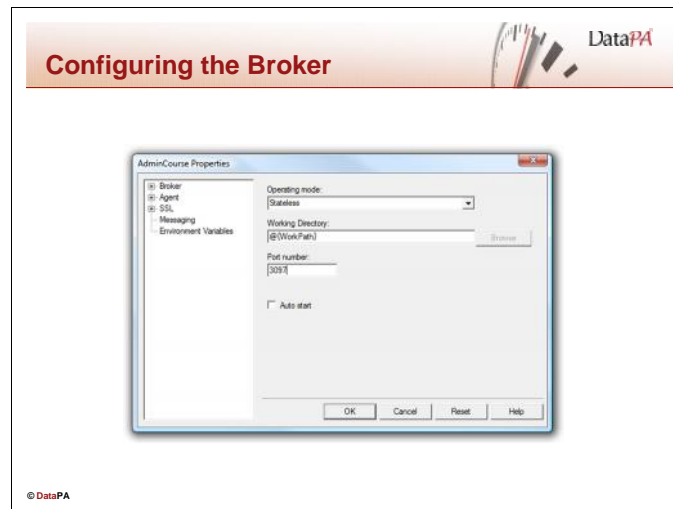 Configuring the Broker
DataPA
AdminCourse Properties
Broker
Agent
SSL
Messaging
Environment Variables
Operating mode:
Stateless
Working Directory:
@{WorkPath}
Browse
Port number:
3097
Auto start
OK
Cancel
Reset
Help
© DataPA